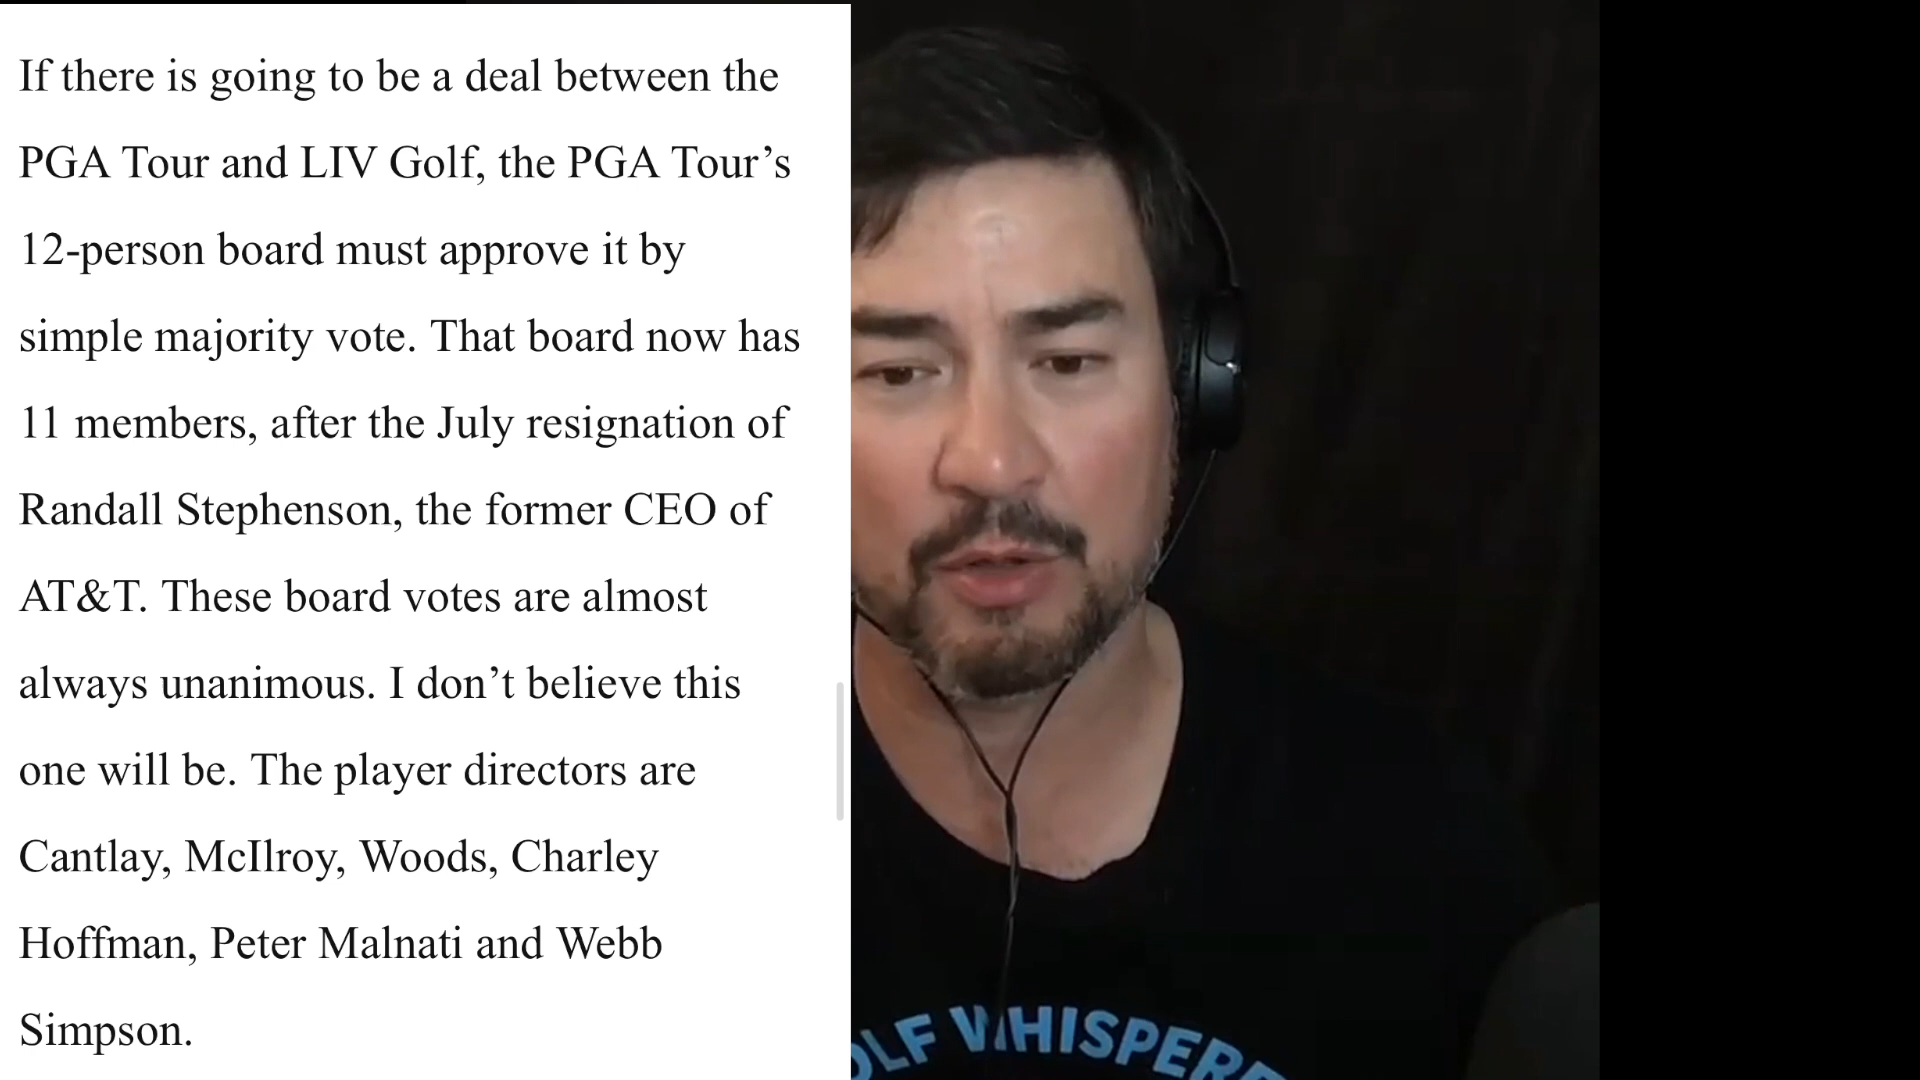 If there is going to be a deal between the
PGA Tour and LIV Golf, the PGA Tour’s
12-person board must approve it by
simple majority vote. That board now has
11 members, after the July resignation of
Randall Stephenson, the former CEO of
AT&T. These board votes are almost
always unanimous. I don’t believe this
one will be. The player directors are
Cantlay, McIlroy, Woods, Charley
Hoffman, Peter Malnati and Webb
Simpson.
OLF WHISPERE